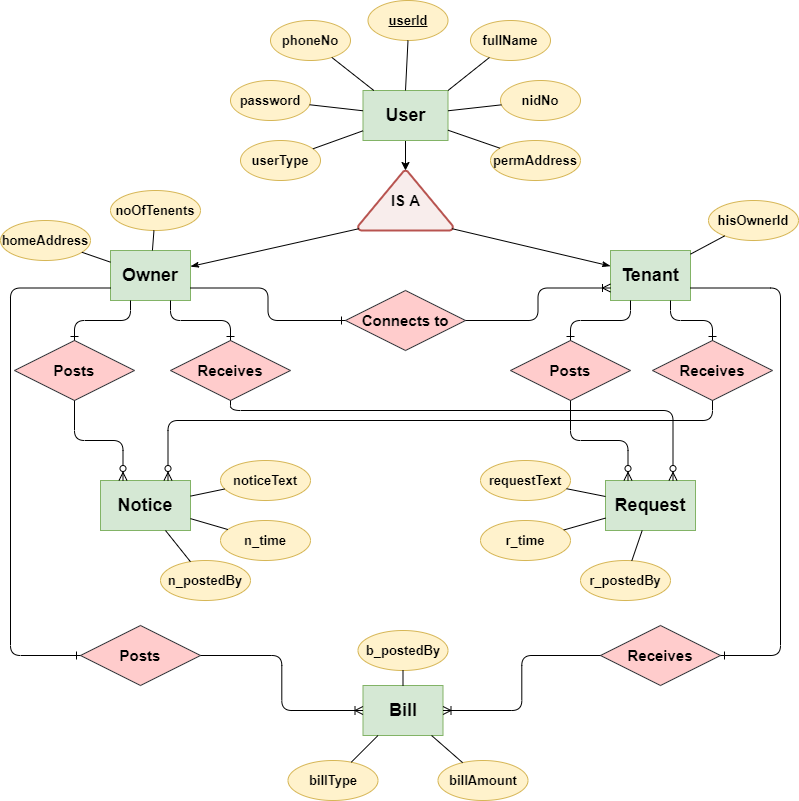 userId
phoneNo
fullName
password
nidNo
User
userType
permAddress
IS A
noOfTenents
hisOwnerId
homeAddress
Owner
Tenant
Connects to
Posts
Receives
Posts
Receives
noticeText
requestText
Notice
Request
n_time
r_time
n_postedBy
r_postedBy
b_postedBy
Posts
Receives
Bill
billType
billAmount